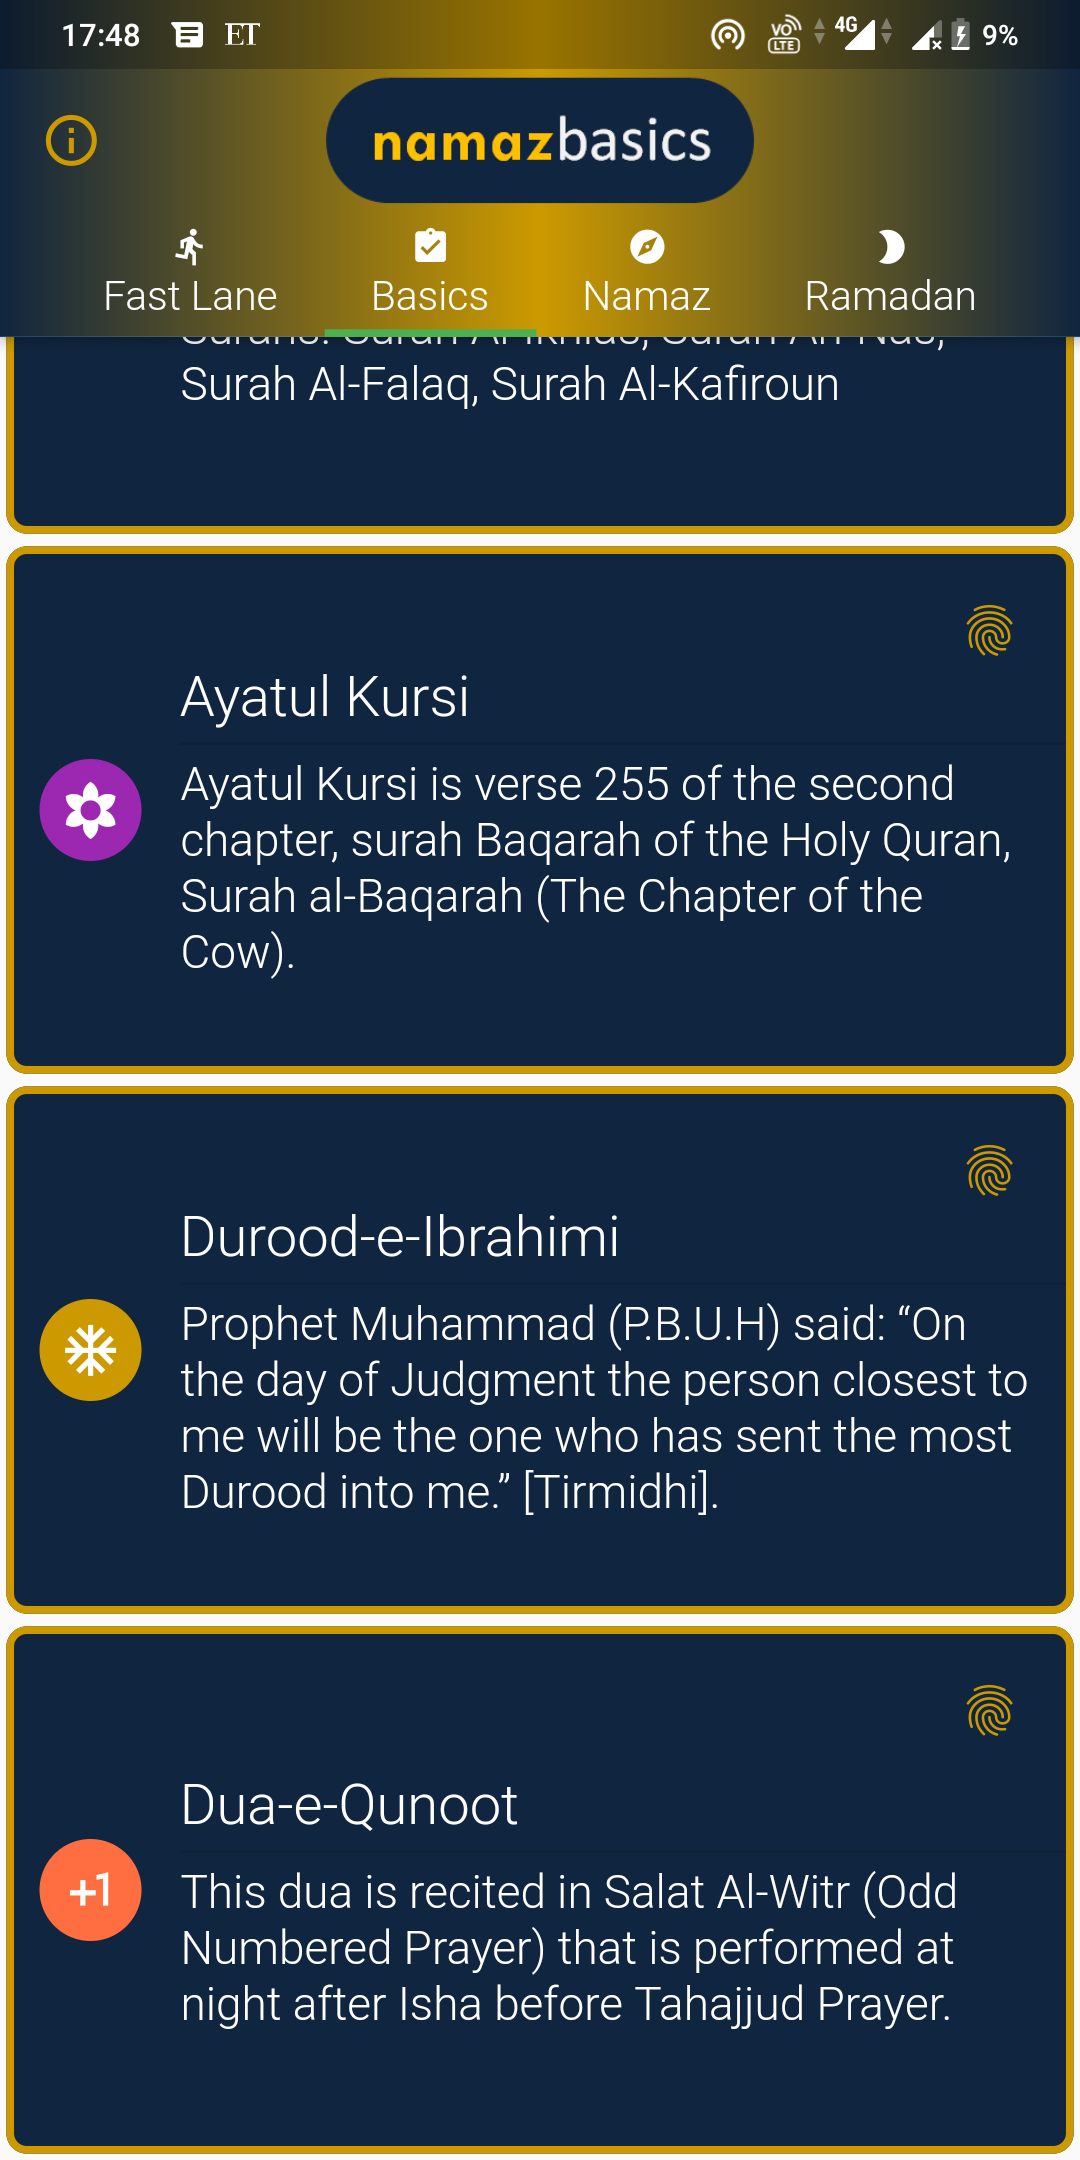 17:48 ET VO LTE 4G 9%
namazbasics
Fast Lane Basics Namaz Ramadan
Surah Al-Falaq, Surah Al-Kafiroun
Ayatul Kursi
Ayatul Kursi is verse 255 of the second
chapter, surah Baqarah of the Holy Quran,
Surah al-Baqarah (The Chapter of the
Cow).
Durood-e-Ibrahimi
Prophet Muhammad (P.B.U.H) said: “On
the day of Judgment the person closest to
me will be the one who has sent the most
Durood into me.” [Tirmidhi].
Dua-e-Qunoot
+1
This dua is recited in Salat Al-Witr (Odd
Numbered Prayer) that is performed at
night after Isha before Tahajjud Prayer.